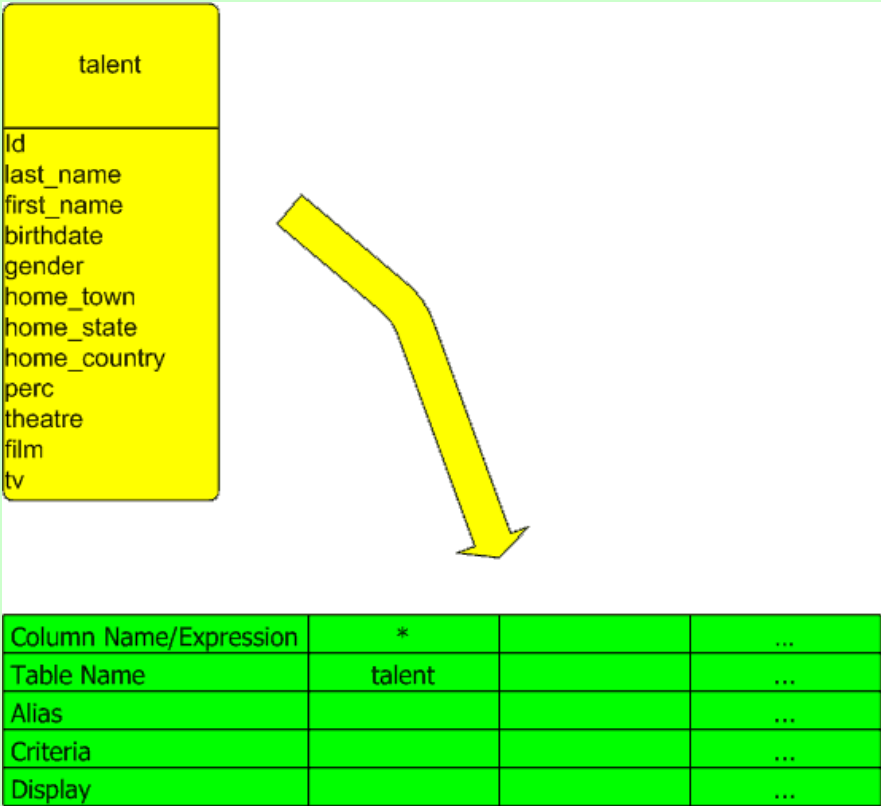 talent
Id
last_name
first_name
birthdate
gender
home_town
home_state
home_country
perc
theatre
film
tv
Column Name/Expression * ...
Table Name talent ...
Alias ...
Criteria ...
Display ...